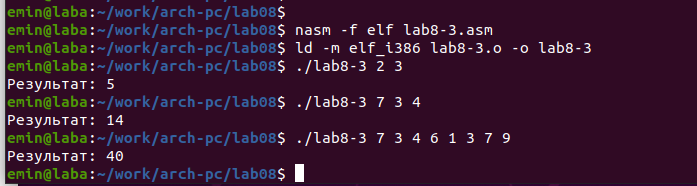 emin@laba:~/work/arch-pc/lab08$
emin@laba:~/work/arch-pc/lab08$ nasm -f elf lab8-3.asm
emin@laba:~/work/arch-pc/lab08$ ld -m elf_i386 lab8-3.o -o lab8-3
emin@laba:~/work/arch-pc/lab08$ ./lab8-3 2 3
Результат: 5
emin@laba:~/work/arch-pc/lab08$ ./lab8-3 7 3 4
Результат: 14
emin@laba:~/work/arch-pc/lab08$ ./lab8-3 7 3 4 6 1 3 7 9
Результат: 40
emin@laba:~/work/arch-pc/lab08$